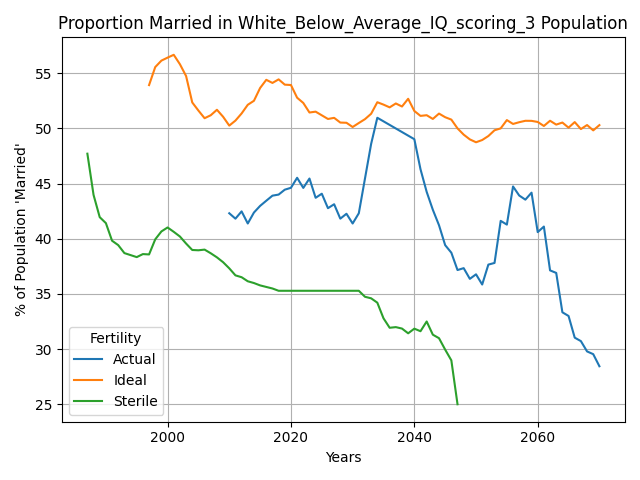 Proportion Married in White_Below_Average_IQ_scoring_3 Population
% of Population 'Married'
55
50
45
40
35
30
25
Fertility
Actual
Ideal
Sterile
2000
2020
2040
2060
Years